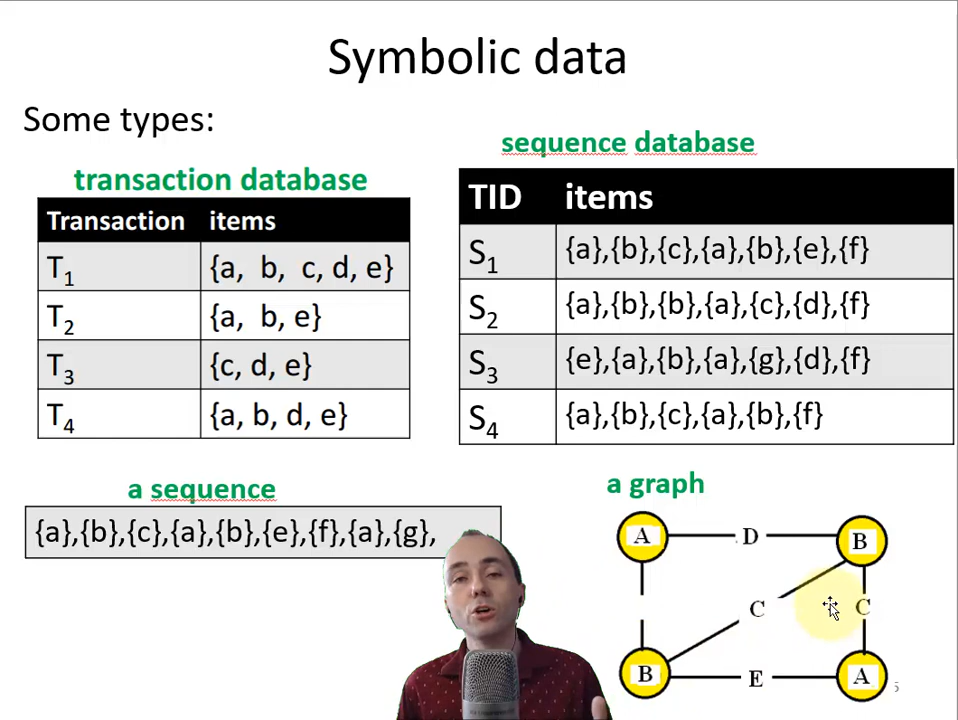 Symbolic data
Some types:
transaction database
Transaction items
T1 {a, b, c, d, e}
T2 {a, b, e}
T3 {c, d, e}
T4 {a, b, d, e}
sequence database
TID items
S1 {a},{b},{c},{a},{b},{e},{f}
S2 {a},{b},{b},{a},{c},{d},{f}
S3 {e},{a},{b},{a},{g},{d},{f}
S4 {a},{b},{c},{a},{b},{f}
a sequence
{a},{b},{c},{a},{b},{e},{f},{a},{g},
a graph
A D B
C C
B E A
5